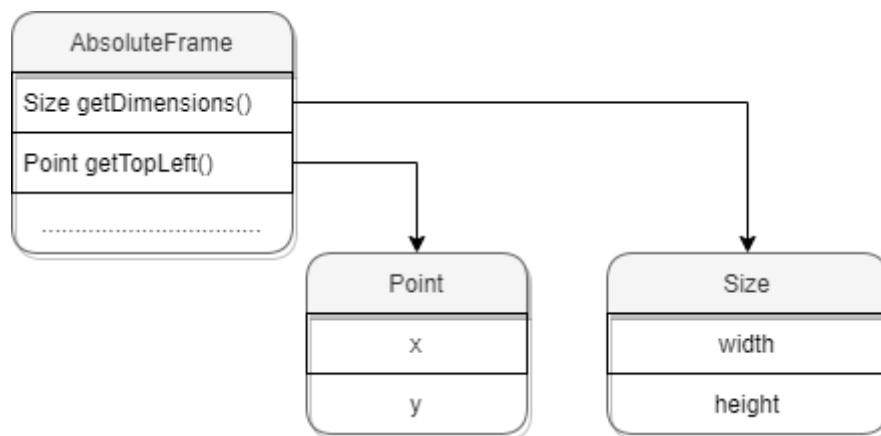 AbsoluteFrame
Size getDimensions()
Point getTopLeft()
Point
x
y
Size
width
height